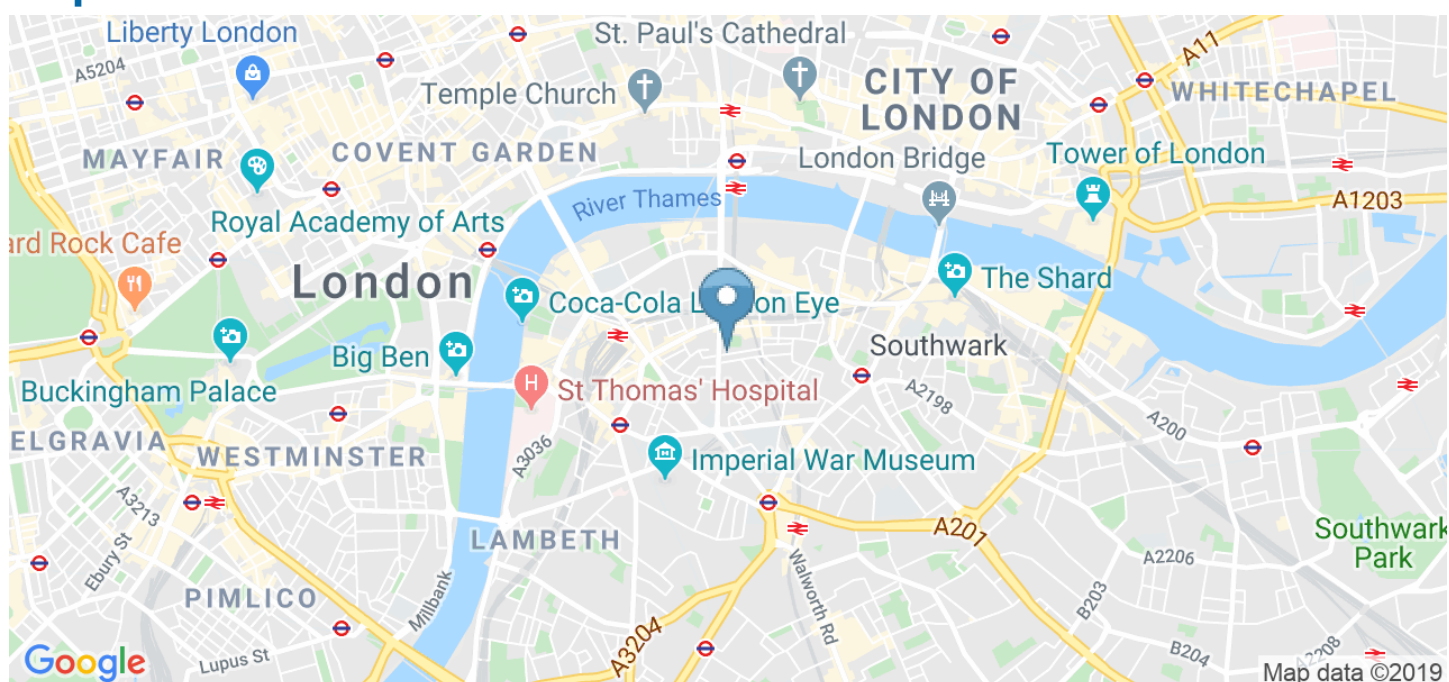 Liberty London
St. Paul's Cathedral
A5204
A11
CITY OF
LONDON
Temple Church
WHITECHAPEL
MAYFAIR
COVENT GARDEN
London Bridge
Tower of London
River Thames
A1203
Royal Academy of Arts
ard Rock Cafe
London
The Shard
Coca-Cola L on Eye
Southwark
Big Ben
Buckingham Palace
St Thomas' Hospital
A2198
A200
ELGRAVIA
WESTMINSTER
A3036
Imperial War Museum
A3213
A201
Southwark
Park
LAMBETH
Ebury St
A2206
Walworth Rd
PIMLICO
Millbank
B203
A3204
B204
A2208
Google
Lupus St
Map data ©2019